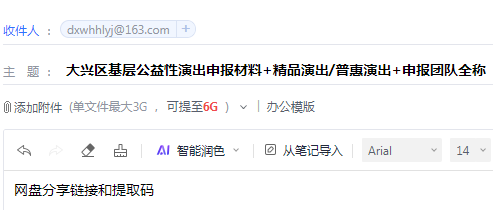 收件人： dxwhhlyj@163.com +
主 题： 大兴区基层公益性演出申报材料+精品演出/普惠演出+申报团队全称
添加附件 (单文件最大3G ， 可提至6G ) | 办公模版
AI 智能润色 从笔记导入 Arial 14
网盘分享链接和提取码